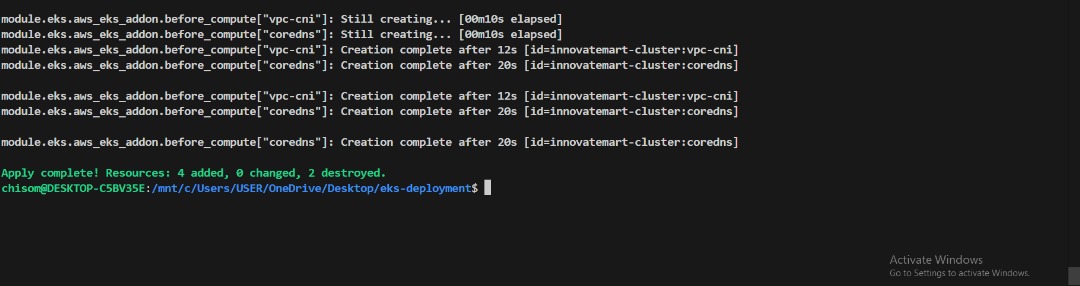 module.eks.aws_eks_addon.before_compute["vpc-cni"]: Still creating... [00m10s elapsed]
module.eks.aws_eks_addon.before_compute["coredns"]: Still creating... [00m10s elapsed]
module.eks.aws_eks_addon.before_compute["vpc-cni"]: Creation complete after 12s [id=innovatemart-cluster:vpc-cni]
module.eks.aws_eks_addon.before_compute["coredns"]: Creation complete after 20s [id=innovatemart-cluster:coredns]
module.eks.aws_eks_addon.before_compute["vpc-cni"]: Creation complete after 12s [id=innovatemart-cluster:vpc-cni]
module.eks.aws_eks_addon.before_compute["coredns"]: Creation complete after 20s [id=innovatemart-cluster:coredns]
module.eks.aws_eks_addon.before_compute["coredns"]: Creation complete after 20s [id=innovatemart-cluster:coredns]
Apply complete! Resources: 4 added, 0 changed, 2 destroyed.
chisom@DESKTOP-C5BV35E:/mnt/c/Users/USER/OneDrive/Desktop/eks-deployment$
Activate Windows
Go to Settings to activate Windows.